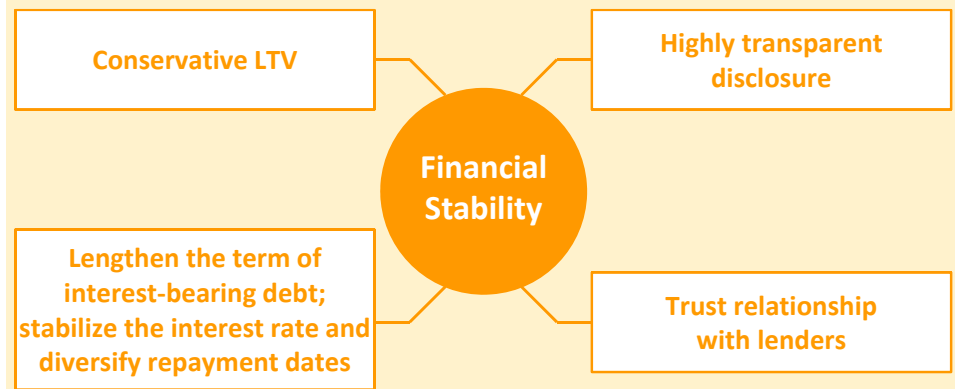 Conservative LTV
Highly transparent
disclosure
Financial
Stability
Lengthen the term of
interest-bearing debt;
stabilize the interest rate and
diversify repayment dates
Trust relationship
with lenders